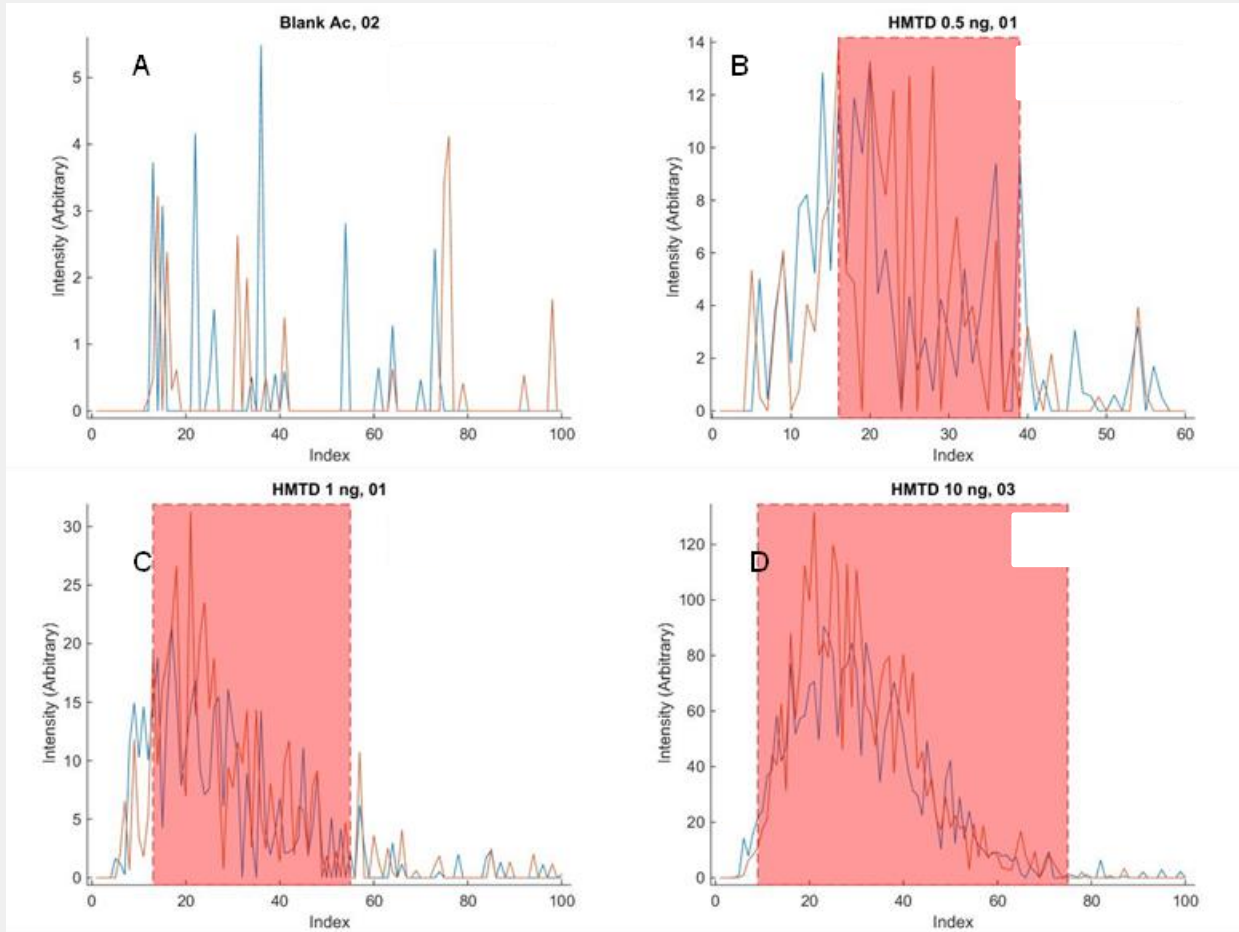 Blank Ac, 02
A
Intensity (Arbitrary)
5
4
3
2
1
0
0 20 40 60 80 100
Index
HMTD 0.5 ng, 01
B
Intensity (Arbitrary)
14
12
10
8
6
4
2
0
0 10 20 30 40 50 60
Index
HMTD 1 ng, 01
C
Intensity (Arbitrary)
30
25
20
15
10
5
0
0 20 40 60 80 100
Index
HMTD 10 ng, 03
D
Intensity (Arbitrary)
120
100
80
60
40
20
0
0 20 40 60 80 100
Index